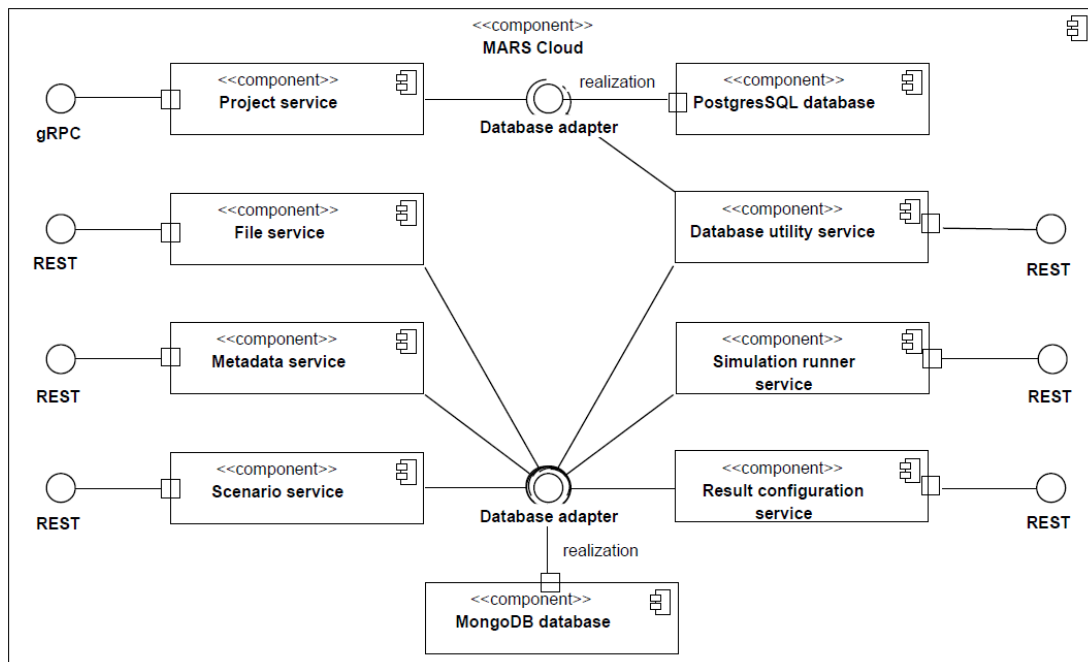 <<component>>
MARS Cloud
<<component>>
Project service
realization
<<component>>
PostgresSQL database
gRPC
Database adapter
<<component>>
File service
<<component>>
Database utility service
REST
REST
<<component>>
Metadata service
<<component>>
Simulation runner
service
REST
REST
<<component>>
Scenario service
<<component>>
Result configuration
service
REST
Database adapter
REST
realization
<<component>>
MongoDB database